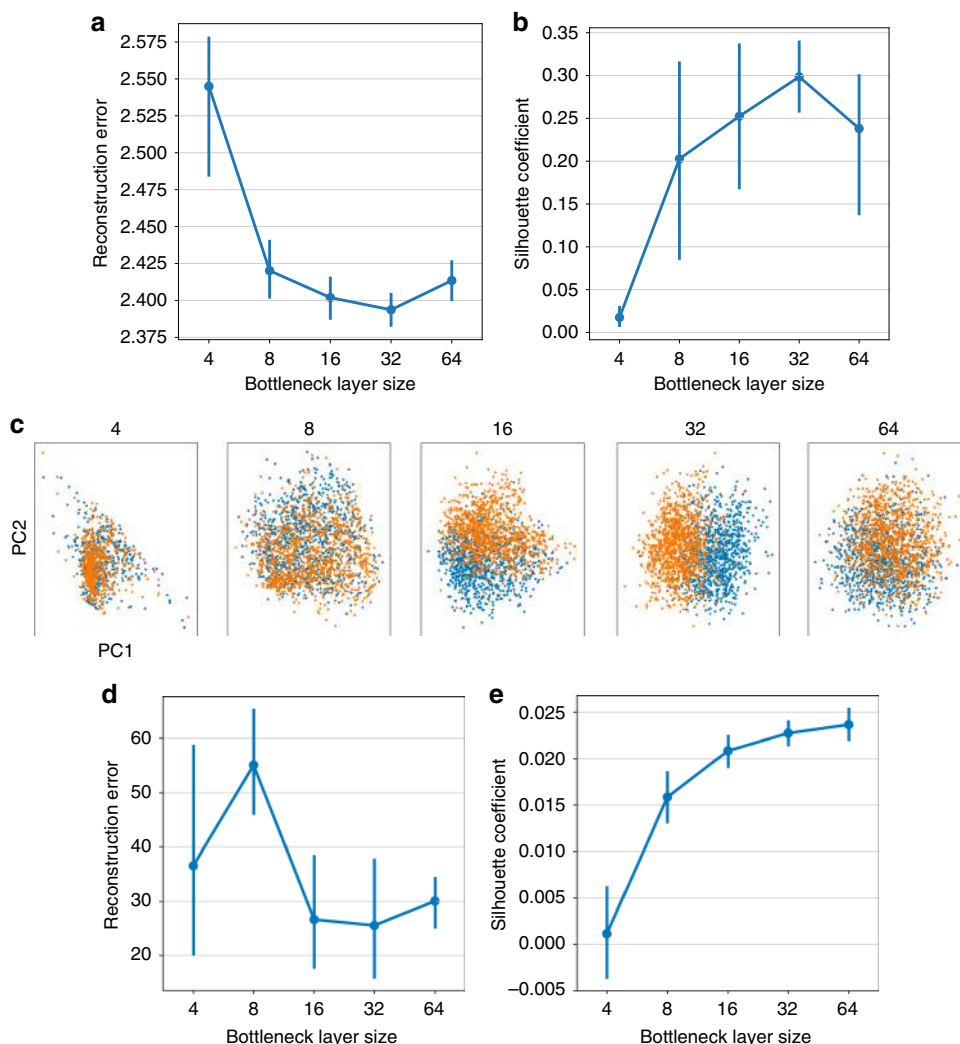 a
2.575
2.550
2.525
2.500
2.475
2.450
2.425
2.400
2.375
Reconstruction error
4 8 16 32 64
Bottleneck layer size
b
0.35
0.30
0.25
0.20
0.15
0.10
0.05
0.00
Silhouette coefficient
4 8 16 32 64
Bottleneck layer size
c
4 8 16 32 64
PC2
PC1
d
60
50
40
30
20
Reconstruction error
4 8 16 32 64
Bottleneck layer size
e
0.025
0.020
0.015
0.010
0.005
0.000
−0.005
Silhouette coefficient
4 8 16 32 64
Bottleneck layer size